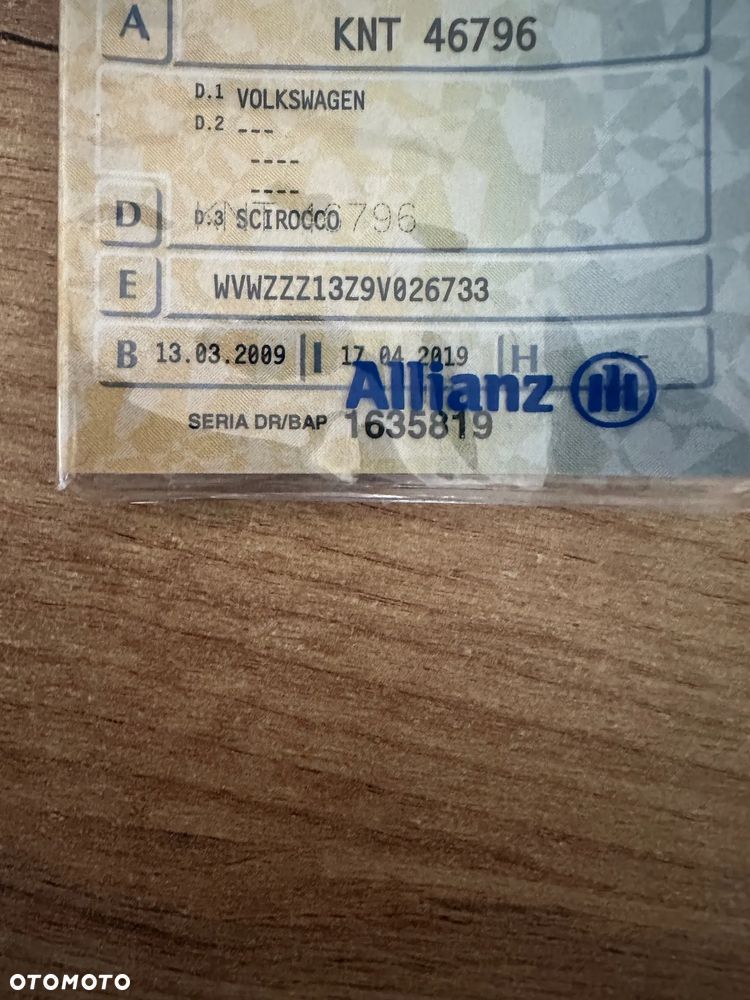 A KNT 46796
D.1 VOLKSWAGEN
D.2 ---
----
----
D D.3 SCIROCCO
KNT 46796
E WVWZZZ13Z9V026733
B 13.03.2009 I 17.04.2019 H -
Allianz
SERIA DR/BAP 1635819
OTOMOTO